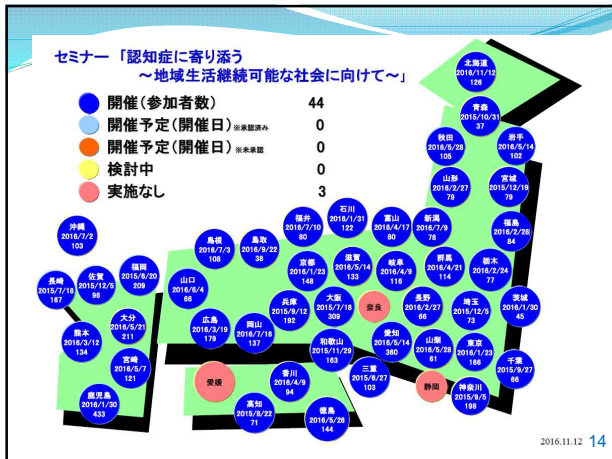 セミナー 「認知症に寄り添う
～地域生活継続可能な社会に向けて～」
開催(参加者数) 44
開催予定(開催日)※承認済み 0
開催予定(開催日)※未承認 0
検討中 0
実施なし 3
北海道
2016/11/12
126
青森
2015/10/31
37
秋田
2016/5/28
105
岩手
2016/5/14
102
山形
2016/2/27
79
宮城
2015/12/19
79
福島
2016/2/28
84
新潟
2016/7/9
78
富山
2016/4/17
80
石川
2016/1/31
122
福井
2016/7/10
80
鳥取
2016/9/22
38
島根
2016/7/3
108
山口
2016/6/4
66
京都
2016/1/23
148
滋賀
2016/5/14
133
岐阜
2016/4/9
116
群馬
2016/4/21
114
栃木
2016/2/24
77
茨城
2016/1/30
45
兵庫
2015/9/12
192
大阪
2015/7/18
309
奈良
長野
2016/2/27
66
埼玉
2015/12/5
73
広島
2016/3/19
179
岡山
2016/7/16
137
和歌山
2015/11/29
163
愛知
2016/5/14
360
山梨
2016/5/28
81
東京
2016/1/23
166
千葉
2015/9/27
66
三重
2015/8/27
103
静岡
神奈川
2015/9/5
198
愛媛
香川
2016/4/9
94
高知
2015/8/22
71
徳島
2016/5/26
144
沖縄
2016/7/2
103
長崎
2015/7/18
167
佐賀
2015/12/5
96
福岡
2016/8/20
209
大分
2016/5/21
211
熊本
2016/3/12
134
宮崎
2016/5/7
121
鹿児島
2016/1/30
433
2016.11.12 14